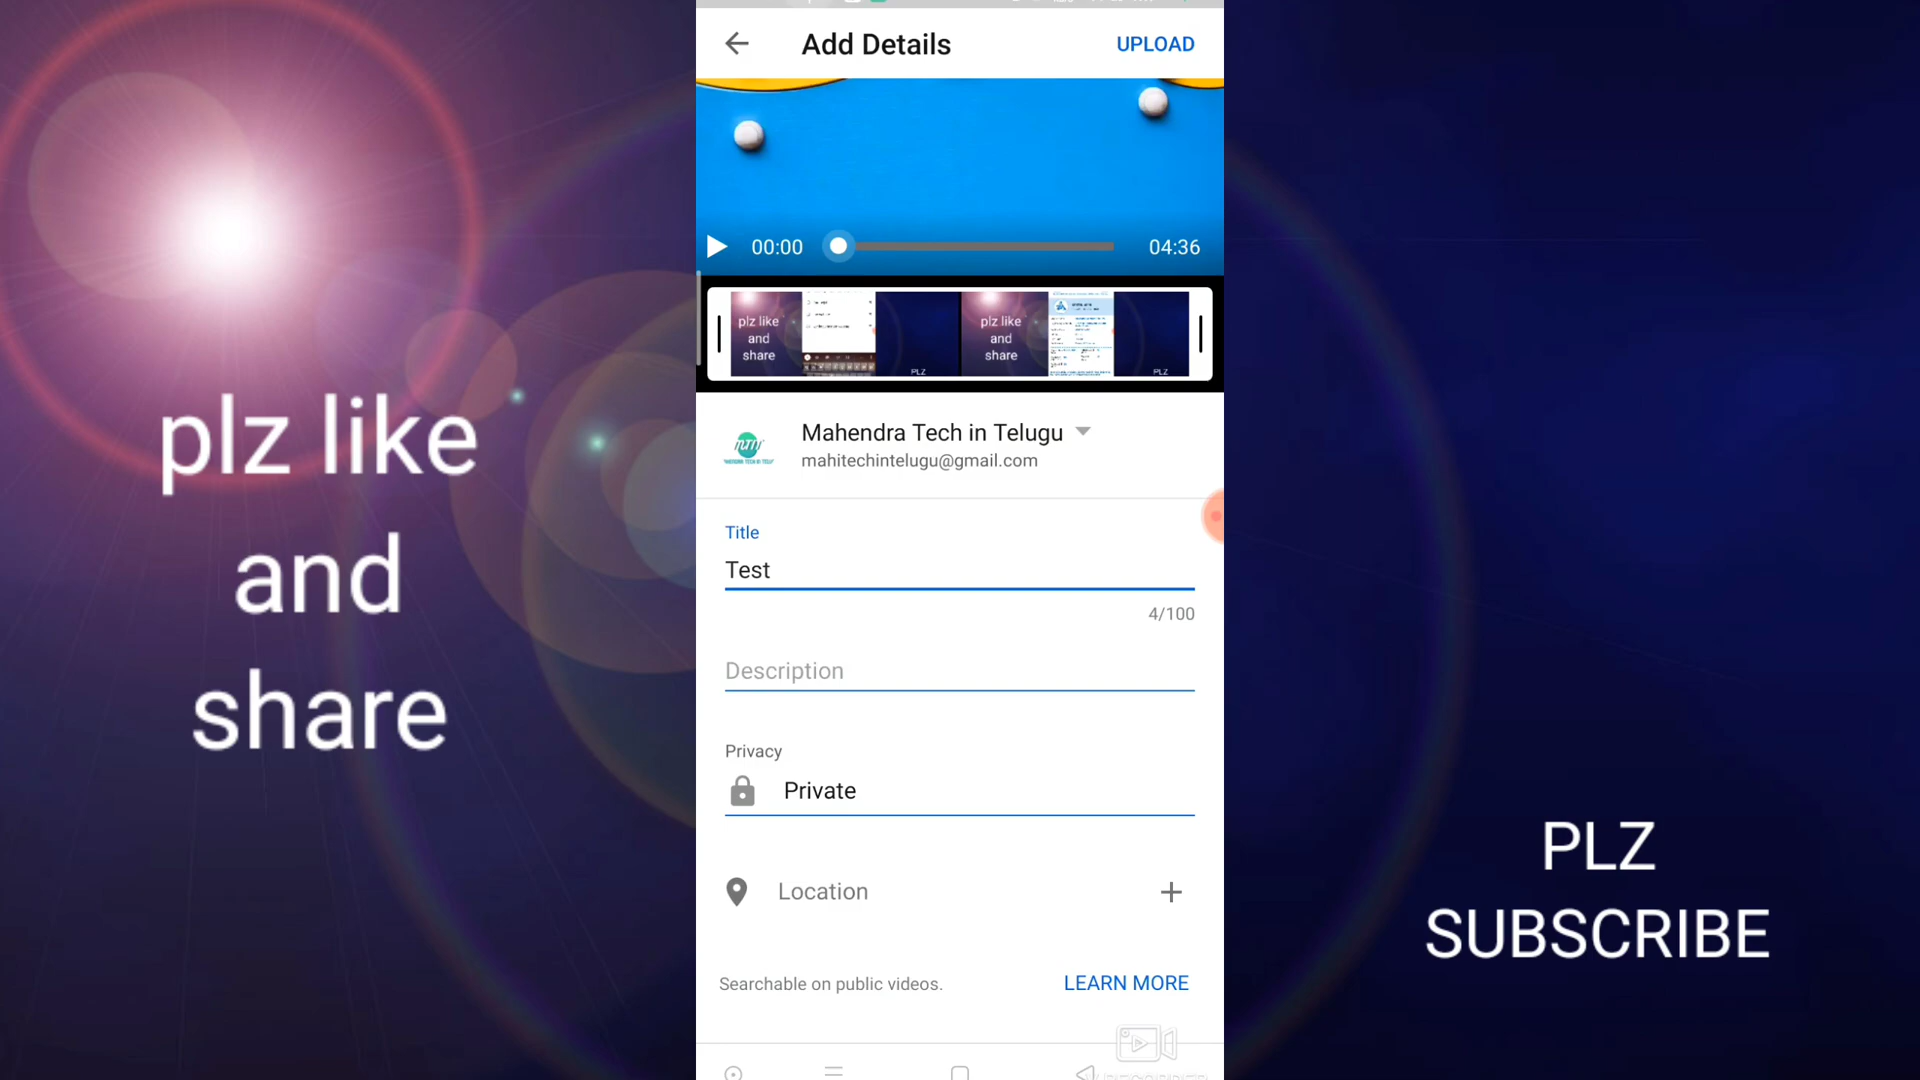 Add Details
UPLOAD
00:00
04:36
plz like
and
share
PLZ
plz like
and
share
PLZ
Mahendra Tech in Telugu
mahitechintelugu@gmail.com
Title
Test
4/100
Description
Privacy
Private
Location
Searchable on public videos.
LEARN MORE
plz like
and
share
PLZ
SUBSCRIBE